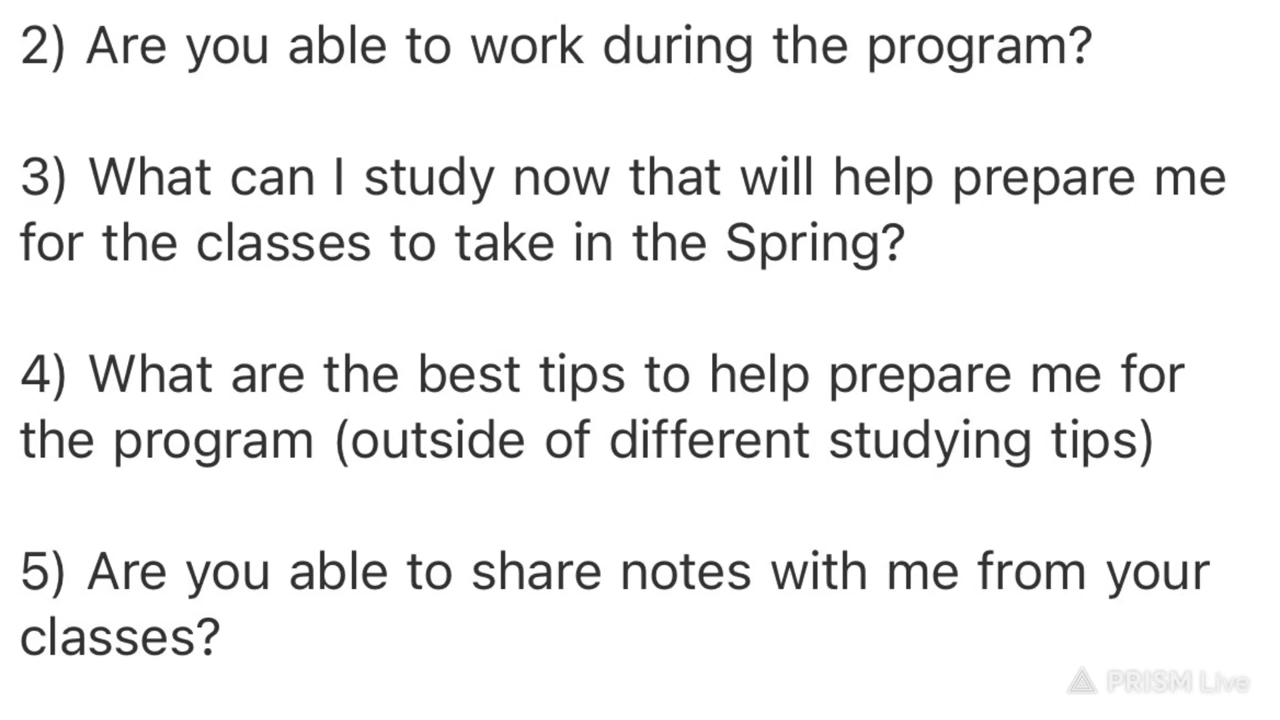 2) Are you able to work during the program?
3) What can I study now that will help prepare me
for the classes to take in the Spring?
4) What are the best tips to help prepare me for
the program (outside of different studying tips)
5) Are you able to share notes with me from your
classes?
PRISM Live